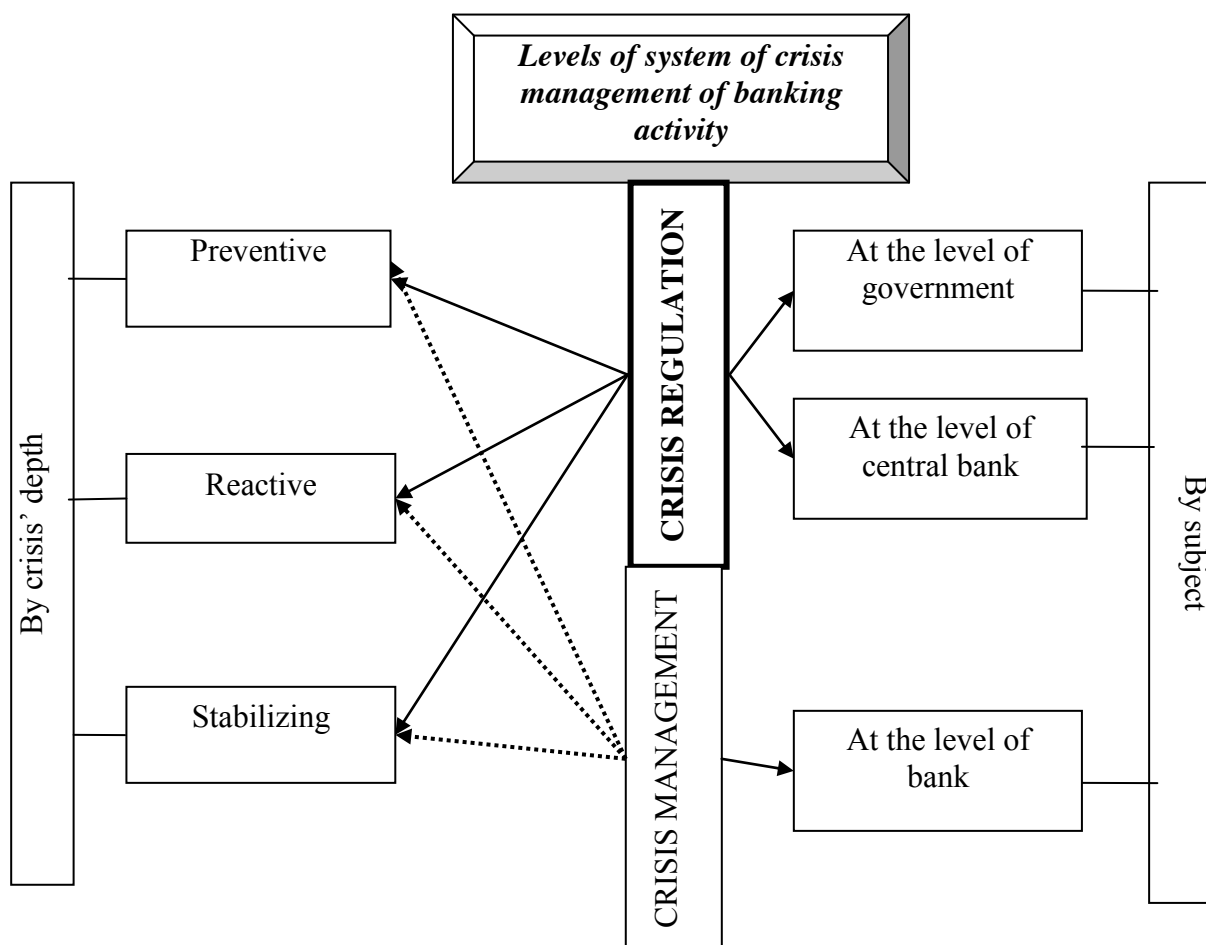 Levels of system of crisis
management of banking
activity
By crisis’ depth
Preventive
Reactive
Stabilizing
CRISIS REGULATION
CRISIS MANAGEMENT
At the level of
government
At the level of
central bank
At the level of
bank
By subject